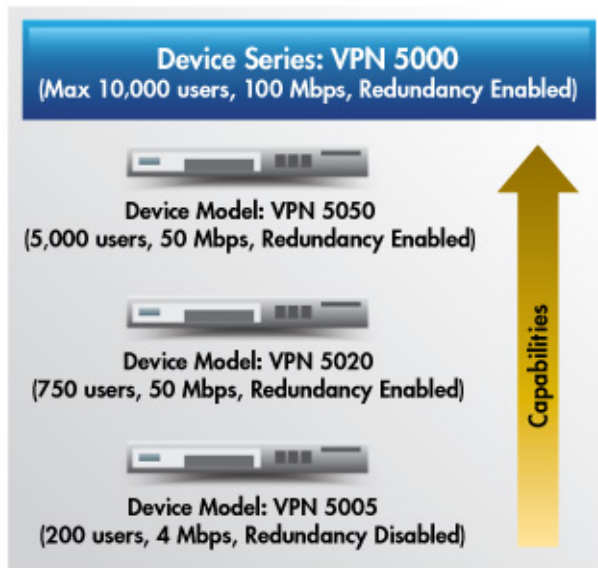 Device Series: VPN 5000
(Max 10,000 users, 100 Mbps, Redundancy Enabled)
Device Model: VPN 5050
(5,000 users, 50 Mbps, Redundancy Enabled)
Device Model: VPN 5020
(750 users, 50 Mbps, Redundancy Enabled)
Device Model: VPN 5005
(200 users, 4 Mbps, Redundancy Disabled)
Capabilities